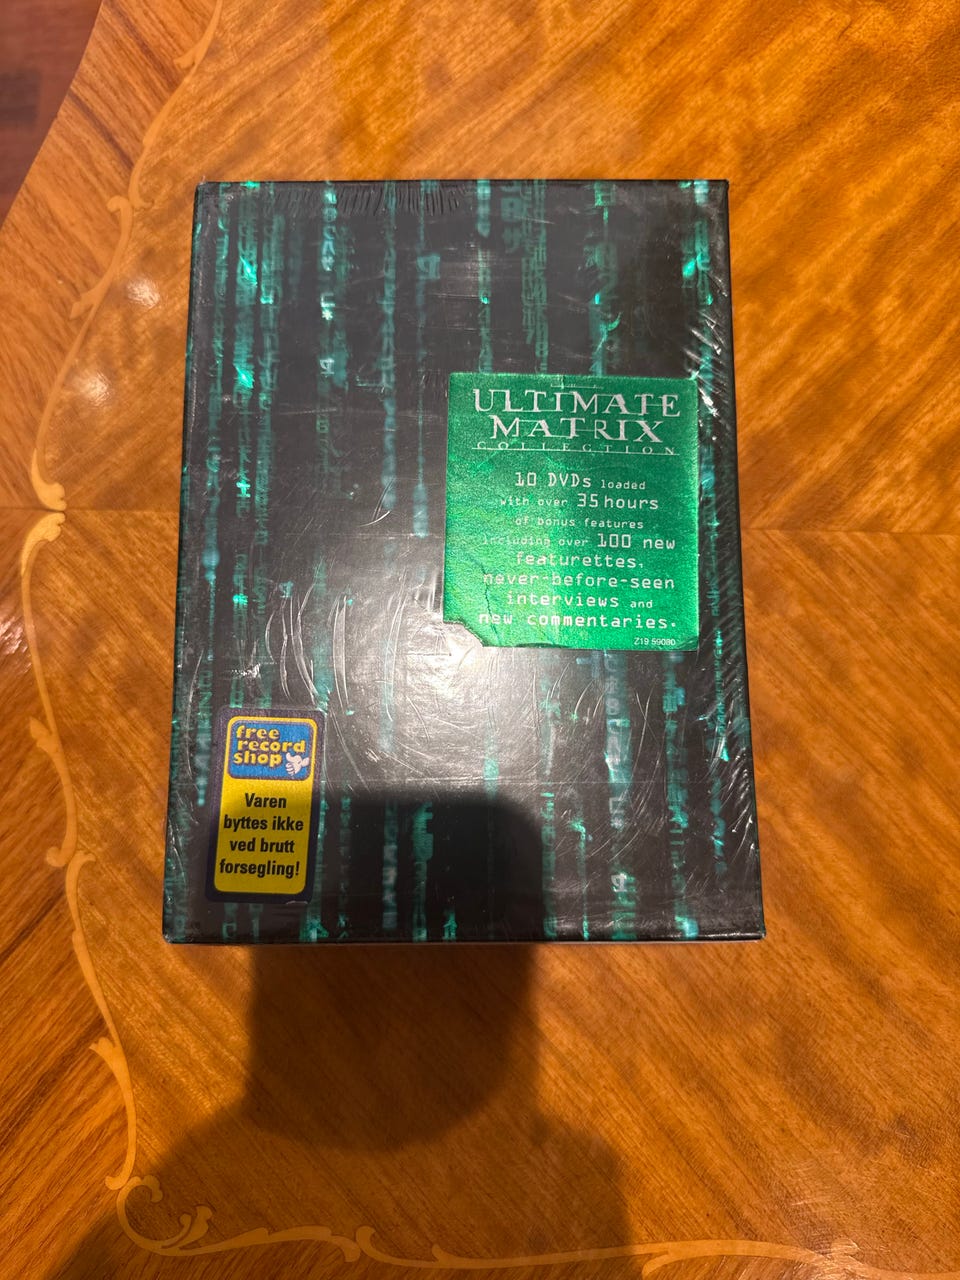 ULTIMATE
MATRIX
COLLECTION
10 DVDs loaded
with over 35 hours
of bonus features
including over 100 new
featurettes,
never-before-seen
interviews and
new commentaries.
Z19 59080
free
record
shop
Varen
byttes ikke
ved brutt
forsegling!